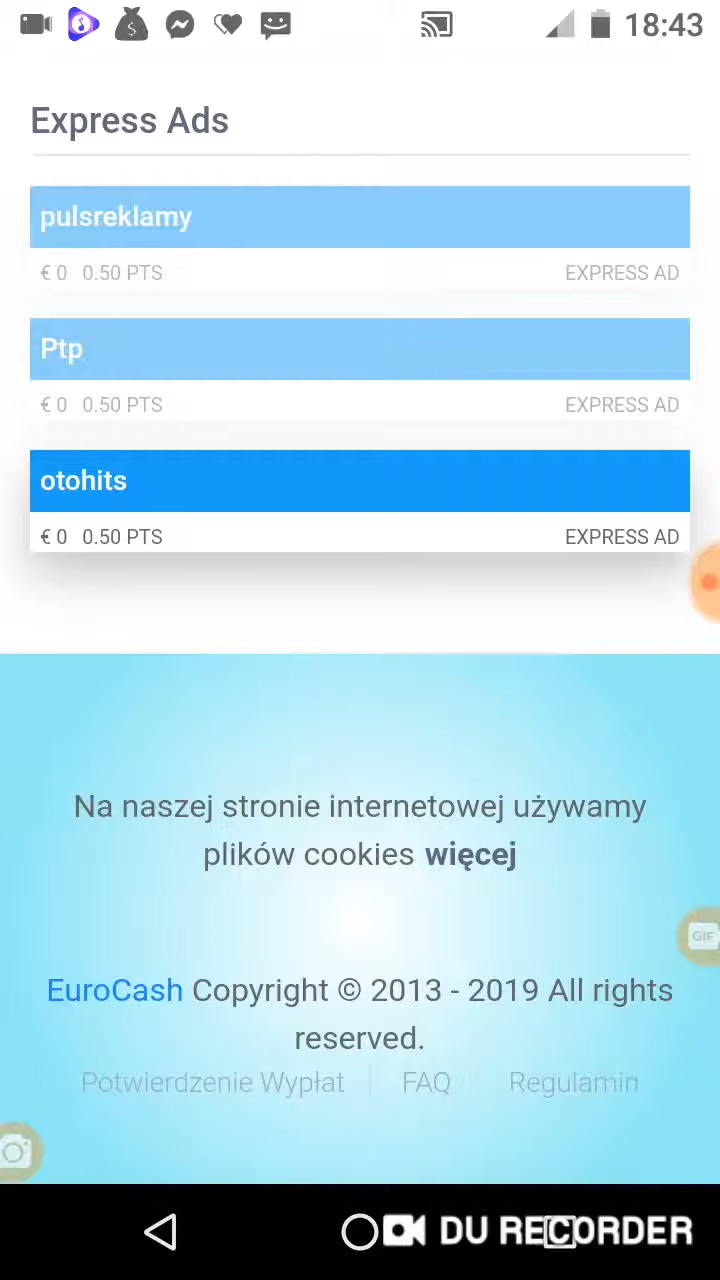 18:43
Express Ads
pulsreklamy
€ 0 0.50 PTS EXPRESS AD
Ptp
€ 0 0.50 PTS EXPRESS AD
otohits
€ 0 0.50 PTS EXPRESS AD
Na naszej stronie internetowej używamy
plików cookies więcej
GIF
EuroCash Copyright © 2013 - 2019 All rights
reserved.
Potwierdzenie Wypłat FAQ Regulamin
DU RECORDER